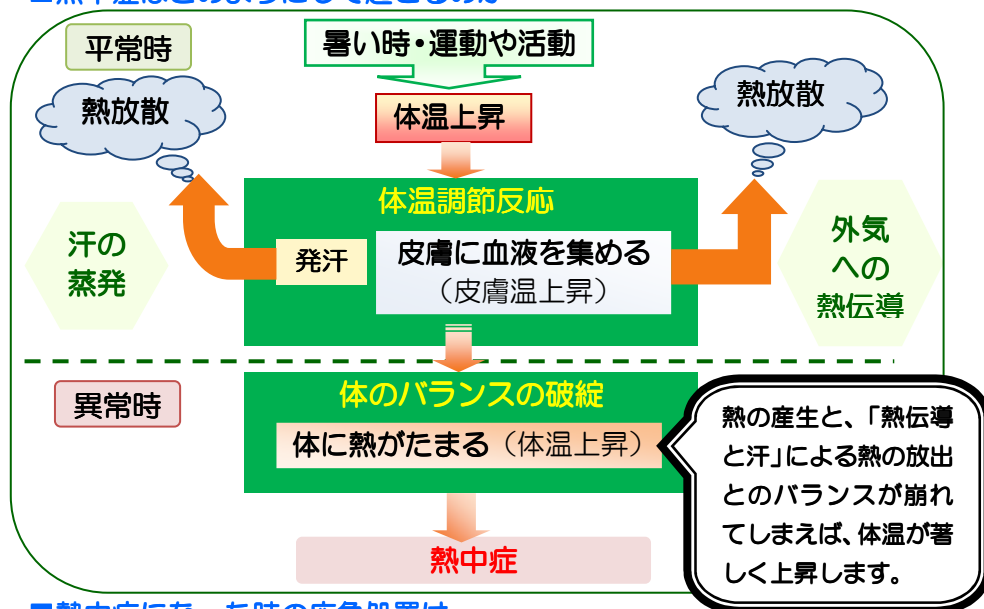 平常時
暑い時・運動や活動
熱放散
体温上昇
熱放散
体温調節反応
汗の
蒸発
発汗
皮膚に血液を集める
（皮膚温上昇）
外気
への
熱伝導
異常時
体のバランスの破綻
体に熱がたまる（体温上昇）
熱の産生と、「熱伝導
と汗」による熱の放出
とのバランスが崩れ
てしまえば、体温が著
しく上昇します。
熱中症